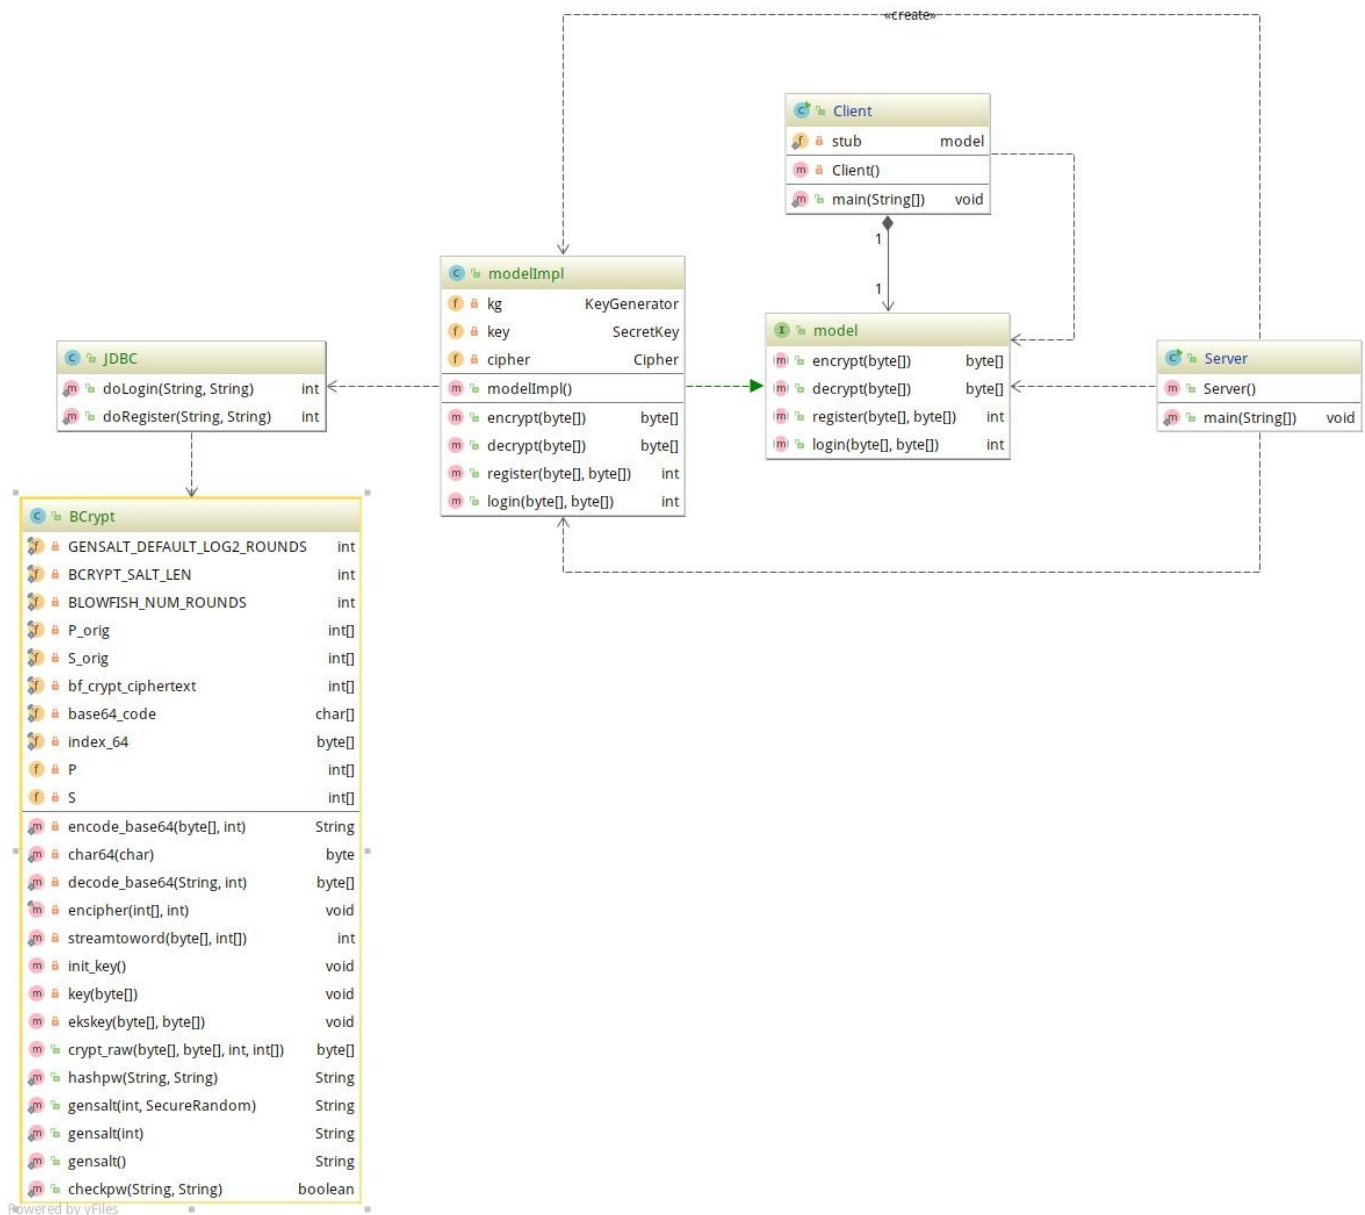 «create»
Client
stub model
Client()
main(String[]) void
1
1
modelImpl
kg KeyGenerator
key SecretKey
cipher Cipher
modelImpl()
encrypt(byte[]) byte[]
decrypt(byte[]) byte[]
register(byte[], byte[]) int
login(byte[], byte[]) int
model
encrypt(byte[]) byte[]
decrypt(byte[]) byte[]
register(byte[], byte[]) int
login(byte[], byte[]) int
Server
Server()
main(String[]) void
JDBC
doLogin(String, String) int
doRegister(String, String) int
BCrypt
GENSALT_DEFAULT_LOG2_ROUNDS int
BCRYPT_SALT_LEN int
BLOWFISH_NUM_ROUNDS int
P_orig int[]
S_orig int[]
bf_crypt_ciphertext int[]
base64_code char[]
index_64 byte[]
P int[]
S int[]
encode_base64(byte[], int) String
char64(char) byte
decode_base64(String, int) byte[]
encipher(int[], int) void
streamtoword(byte[], int[]) int
init_key() void
key(byte[]) void
ekskey(byte[], byte[]) void
crypt_raw(byte[], byte[], int, int[]) byte[]
hashpw(String, String) String
gensalt(int, SecureRandom) String
gensalt(int) String
gensalt() String
checkpw(String, String) boolean
Powered by yFiles